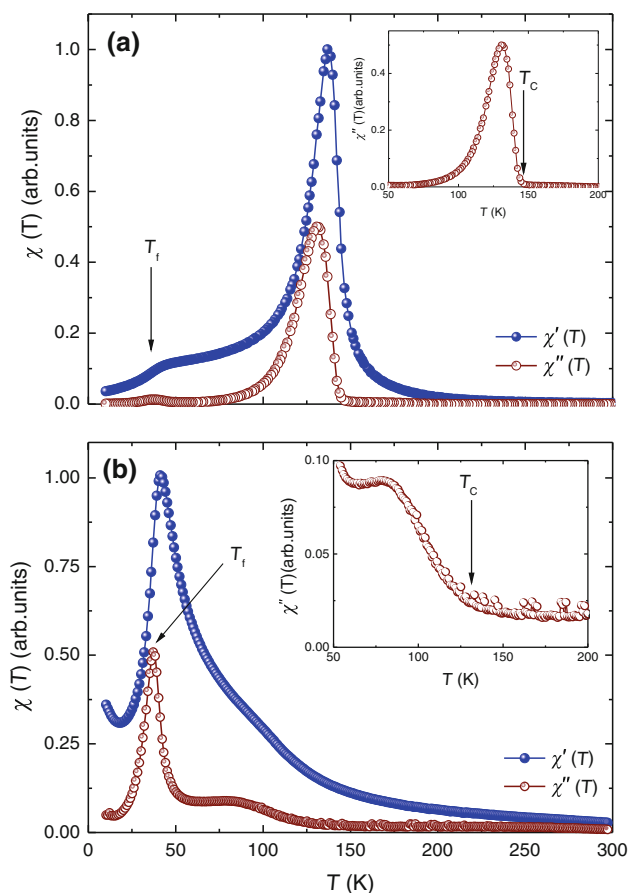 (a)
1.0
0.8
0.6
0.4
0.2
0.0
χ (T) (arb.units)
T_f
χ″ (T)(arb.units)
0.4
0.2
0.0
50 100 150 200
T (K)
T_C
χ′ (T)
χ″ (T)
(b)
1.00
0.75
0.50
0.25
0.00
χ (T) (arb.units)
T_f
χ″ (T)(arb.units)
0.10
0.05
0.00
50 100 150 200
T (K)
T_C
χ′ (T)
χ″ (T)
0 50 100 150 200 250 300
T (K)